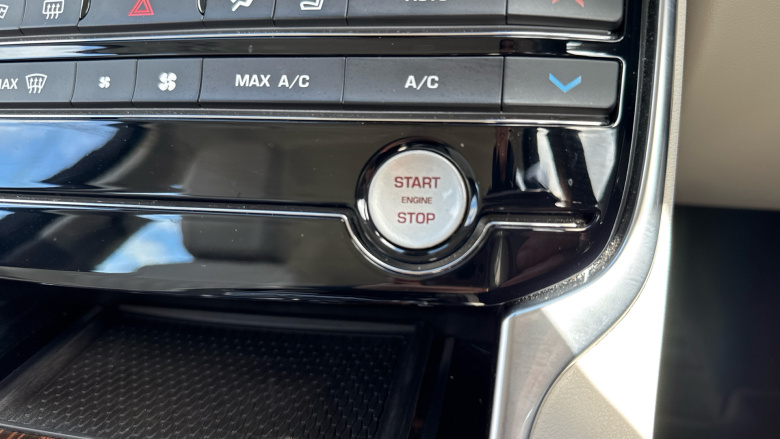 MAX
MAX A/C
A/C
START
ENGINE
STOP